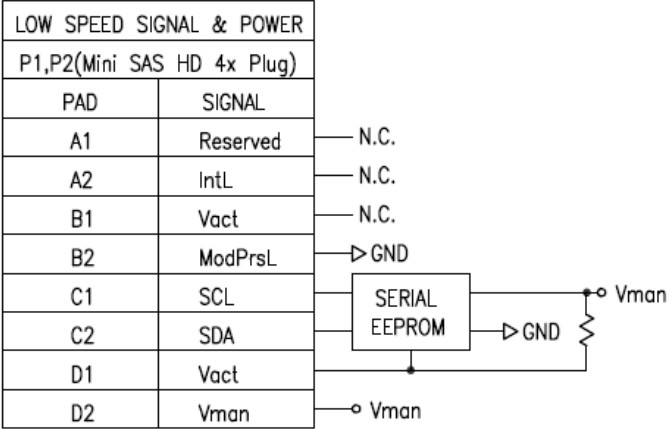 LOW SPEED SIGNAL & POWER
P1,P2(Mini SAS HD 4x Plug)
PAD SIGNAL
A1 Reserved N.C.
A2 IntL N.C.
B1 Vact N.C.
B2 ModPrsL GND
C1 SCL SERIAL Vman
C2 SDA EEPROM GND
D1 Vact
D2 Vman Vman